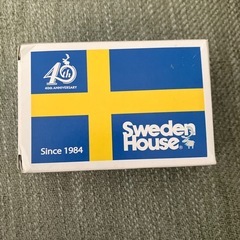 40th
40th ANNIVERSARY
Sweden
House
Since 1984